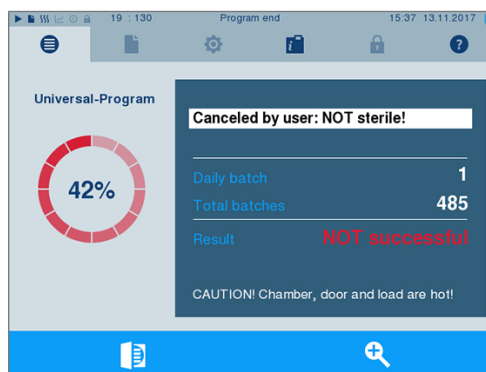 19 : 130 Program end 15:37 13.11.2017
i ?
Universal-Program
Canceled by user: NOT sterile!
42%
Daily batch 1
Total batches 485
Result NOT successful
CAUTION! Chamber, door and load are hot!